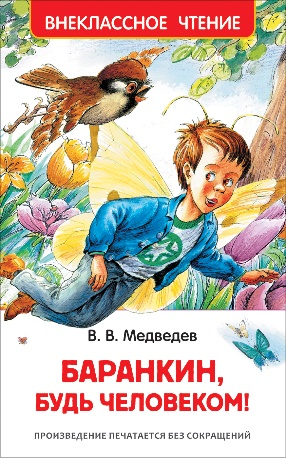 ВНЕКЛАССНОЕ ЧТЕНИЕ
В. В. Медведев
БАРАНКИН,
БУДЬ ЧЕЛОВЕКОМ!
ПРОИЗВЕДЕНИЕ ПЕЧАТАЕТСЯ БЕЗ СОКРАЩЕНИЙ